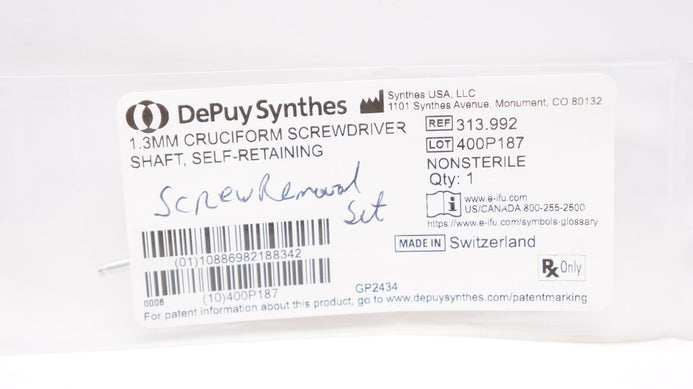 DePuy Synthes
Synthes USA, LLC
1101 Synthes Avenue, Monument, CO 80132
1.3MM CRUCIFORM SCREWDRIVER
SHAFT, SELF-RETAINING
REF 313.992
LOT 400P187
NONSTERILE
Qty: 1
Screw Removal
Set
www.e-ifu.com
US/CANADA 800-255-2500
https://www.e-ifu.com/symbols-glossary
MADE IN Switzerland
(01)10886982188342
Rx Only
0006
(10)400P187
GP2434
For patent information about this product, go to www.depuysynthes.com/patentmarking